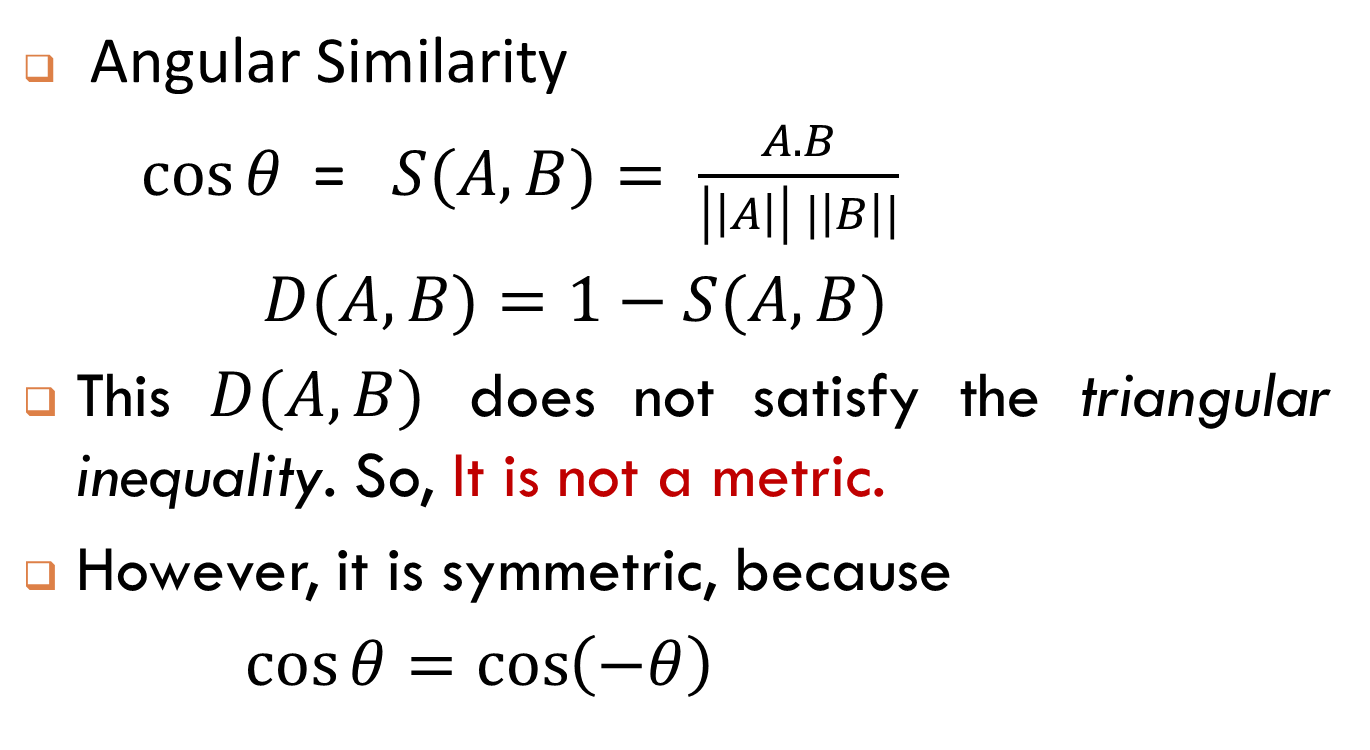 ❑ Angular Similarity
cos θ = S(A, B) = A.B / ||A|| ||B||
D(A, B) = 1 − S(A, B)
❑ This D(A, B) does not satisfy the triangular
inequality. So, It is not a metric.
❑ However, it is symmetric, because
cos θ = cos(−θ)